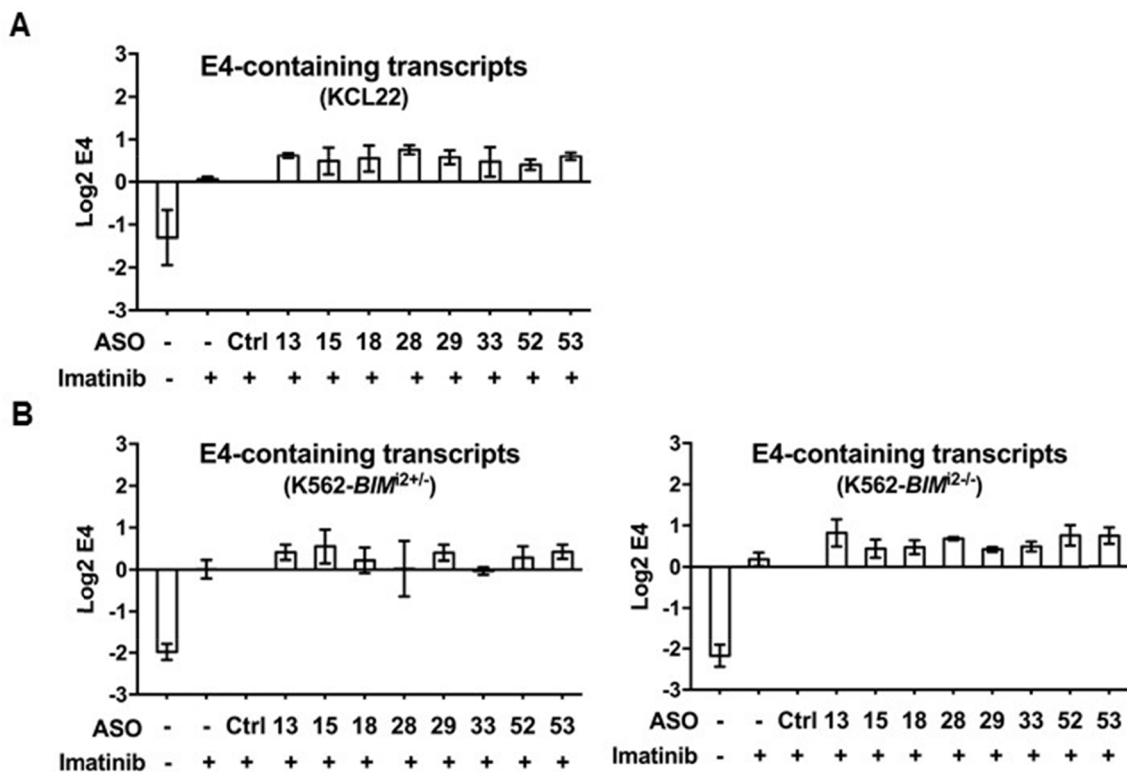 A
E4-containing transcripts
(KCL22)
Log2 E4
3
2
1
0
-1
-2
-3
ASO - - Ctrl 13 15 18 28 29 33 52 53
Imatinib - + + + + + + + + + +
B
E4-containing transcripts
(K562-BIMi2+/-)
Log2 E4
3
2
1
0
-1
-2
-3
ASO - - Ctrl 13 15 18 28 29 33 52 53
Imatinib - + + + + + + + + + +
E4-containing transcripts
(K562-BIMi2-/-)
Log2 E4
3
2
1
0
-1
-2
-3
ASO - - Ctrl 13 15 18 28 29 33 52 53
Imatinib - + + + + + + + + + +